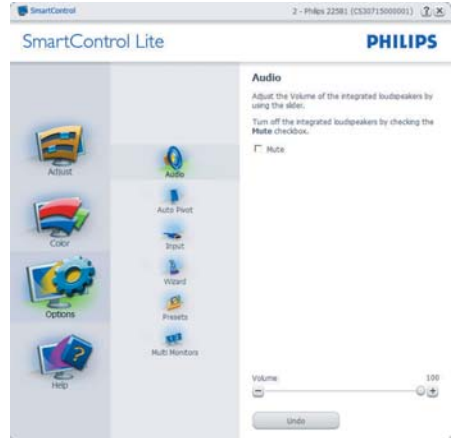 SmartControl
2 - Philips 225B1 (CS30715000001)
SmartControl Lite
PHILIPS
Adjust
Color
Options
Help
Audio
Auto Pivot
Input
Wizard
Presets
Multi Monitors
Audio
Adjust the Volume of the integrated loudspeakers by
using the slider.
Turn off the integrated loudspeakers by checking the
Mute checkbox.
Mute
Volume
100
Undo